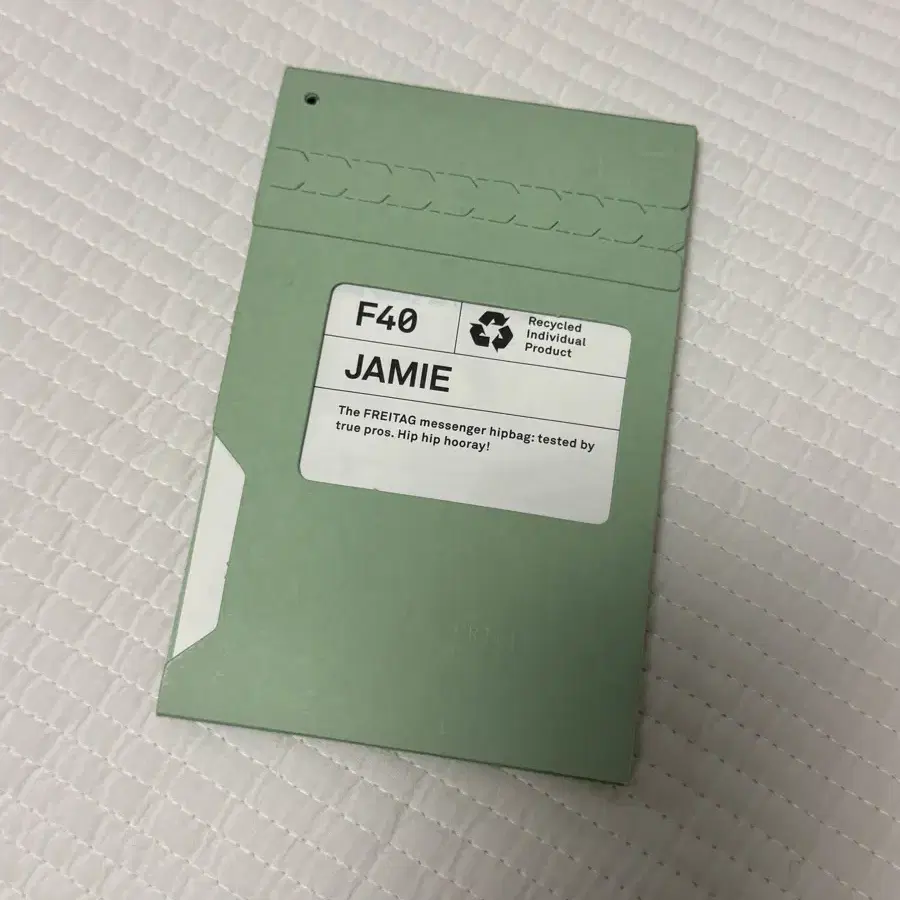 F40
Recycled
Individual
Product
JAMIE
The FREITAG messenger hipbag: tested by
true pros. Hip hip hooray!